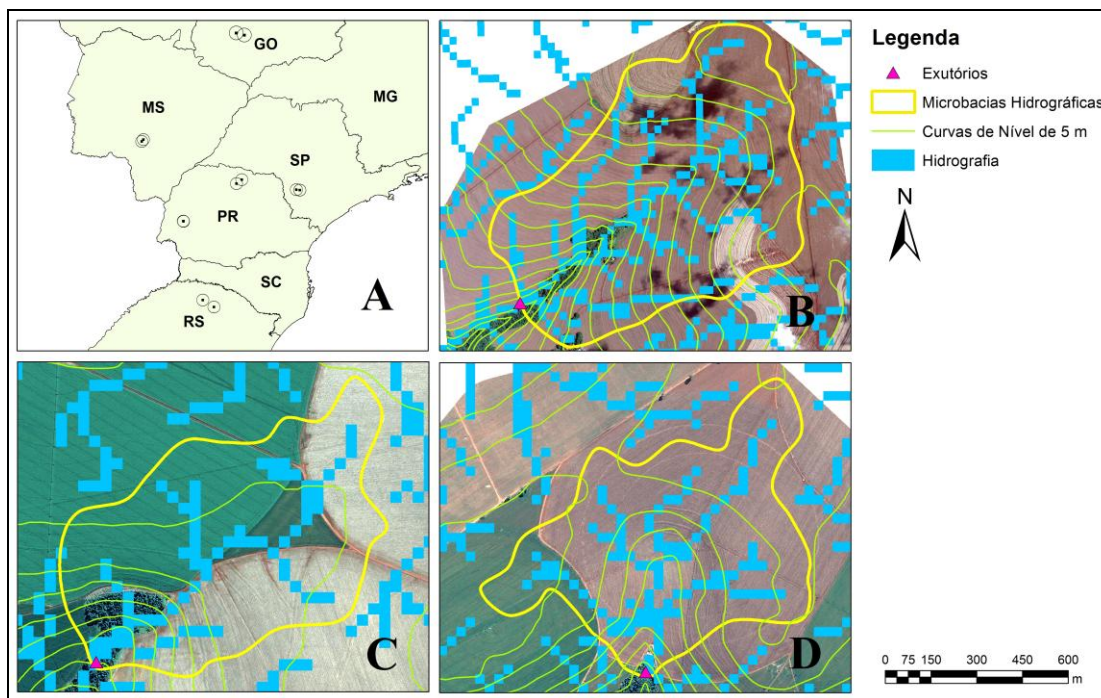 GO
MS
MG
SP
PR
SC
RS
A
B
C
D
Legenda
Exutórios
Microbacias Hidrográficas
Curvas de Nível de 5 m
Hidrografia
N
0 75 150 300 450 600
m